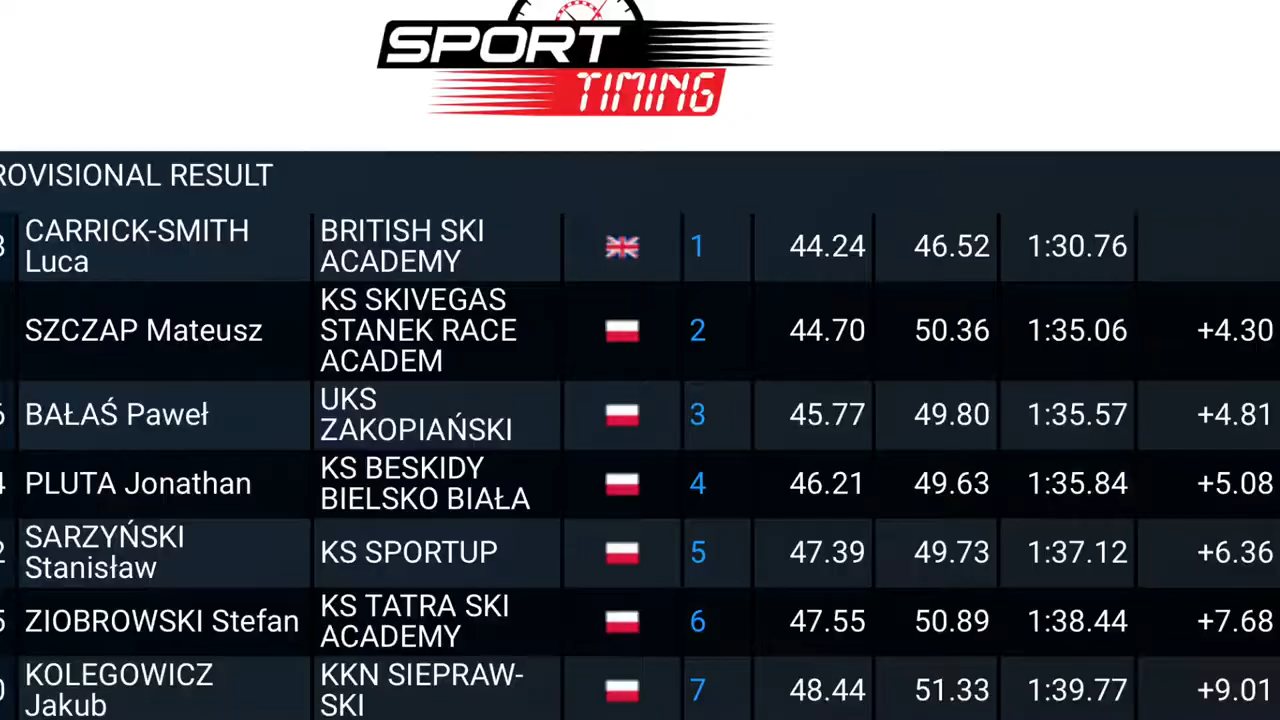 SPORT
TIMING
ROVISIONAL RESULT
CARRICK-SMITH Luca BRITISH SKI ACADEMY 1 44.24 46.52 1:30.76
SZCZAP Mateusz KS SKIVEGAS STANEK RACE ACADEM 2 44.70 50.36 1:35.06 +4.30
BAŁAŚ Paweł UKS ZAKOPIAŃSKI 3 45.77 49.80 1:35.57 +4.81
PLUTA Jonathan KS BESKIDY BIELSKO BIAŁA 4 46.21 49.63 1:35.84 +5.08
SARZYŃSKI Stanisław KS SPORTUP 5 47.39 49.73 1:37.12 +6.36
ZIOBROWSKI Stefan KS TATRA SKI ACADEMY 6 47.55 50.89 1:38.44 +7.68
KOLEGOWICZ Jakub KKN SIEPRAW-SKI 7 48.44 51.33 1:39.77 +9.01